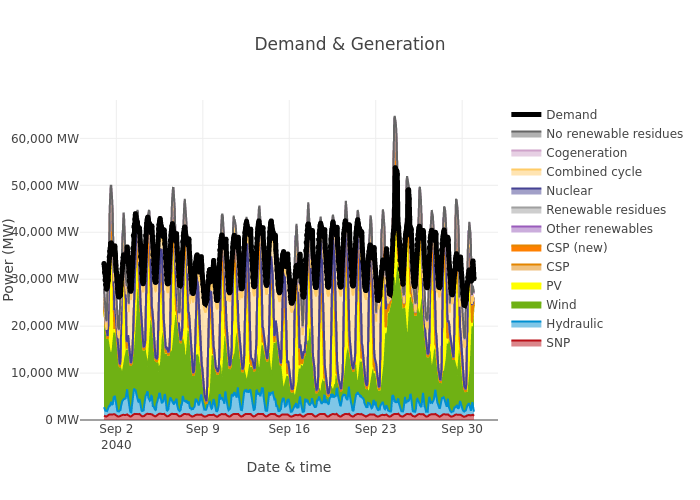 Demand & Generation
60,000 MW
50,000 MW
40,000 MW
30,000 MW
20,000 MW
10,000 MW
0 MW
Power (MW)
Sep 2
2040
Sep 9
Sep 16
Sep 23
Sep 30
Date & time
Demand
No renewable residues
Cogeneration
Combined cycle
Nuclear
Renewable residues
Other renewables
CSP (new)
CSP
PV
Wind
Hydraulic
SNP